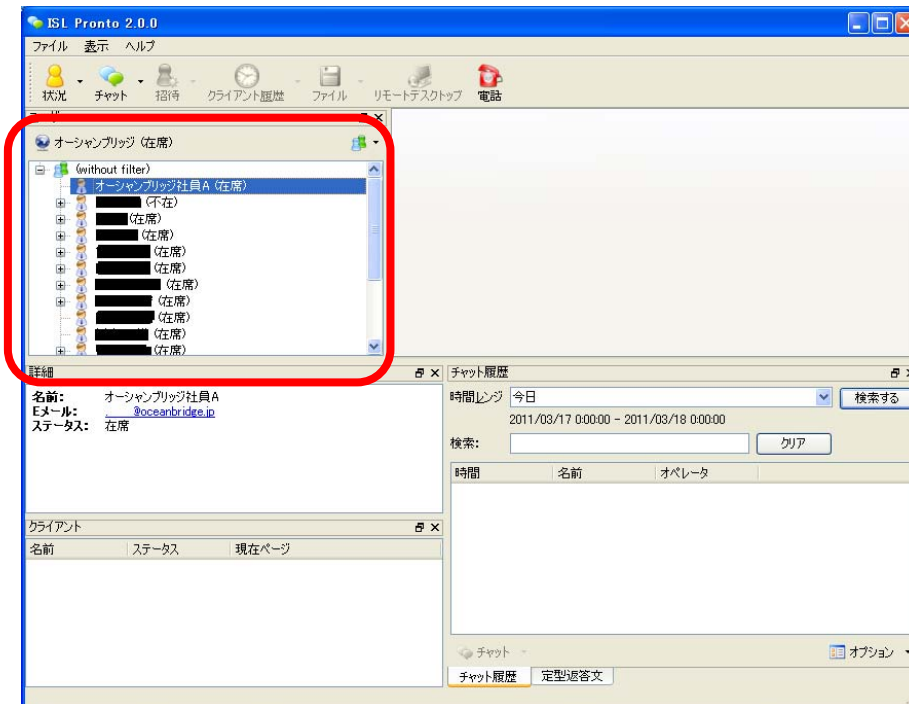 ISL Pronto 2.0.0
ファイル 表示 ヘルプ
状況 チャット 招待 クライアント履歴 ファイル リモートデスクトップ 電話
オーシャンブリッジ (在席)
(without filter)
オーシャンブリッジ社員A (在席)
(不在)
(在席)
(在席)
(在席)
(在席)
(在席)
(在席)
(在席)
(在席)
(在席)
詳細
名前: オーシャンブリッジ社員A
Eメール: @oceanbridge.jp
ステータス: 在席
チャット履歴
時間レンジ 今日 検索する
2011/03/17 0:00:00 - 2011/03/18 0:00:00
検索: クリア
時間 名前 オペレータ
クライアント
名前 ステータス 現在ページ
チャット オプション
チャット履歴 定型返答文